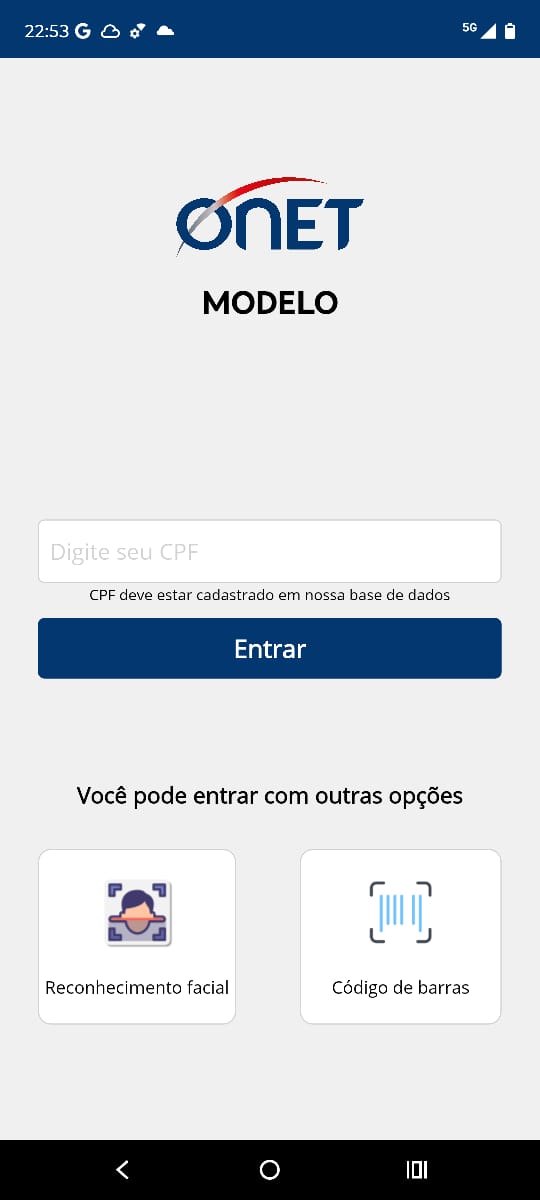 22:53
5G
ONET
MODELO
Digite seu CPF
CPF deve estar cadastrado em nossa base de dados
Entrar
Você pode entrar com outras opções
Reconhecimento facial
Código de barras